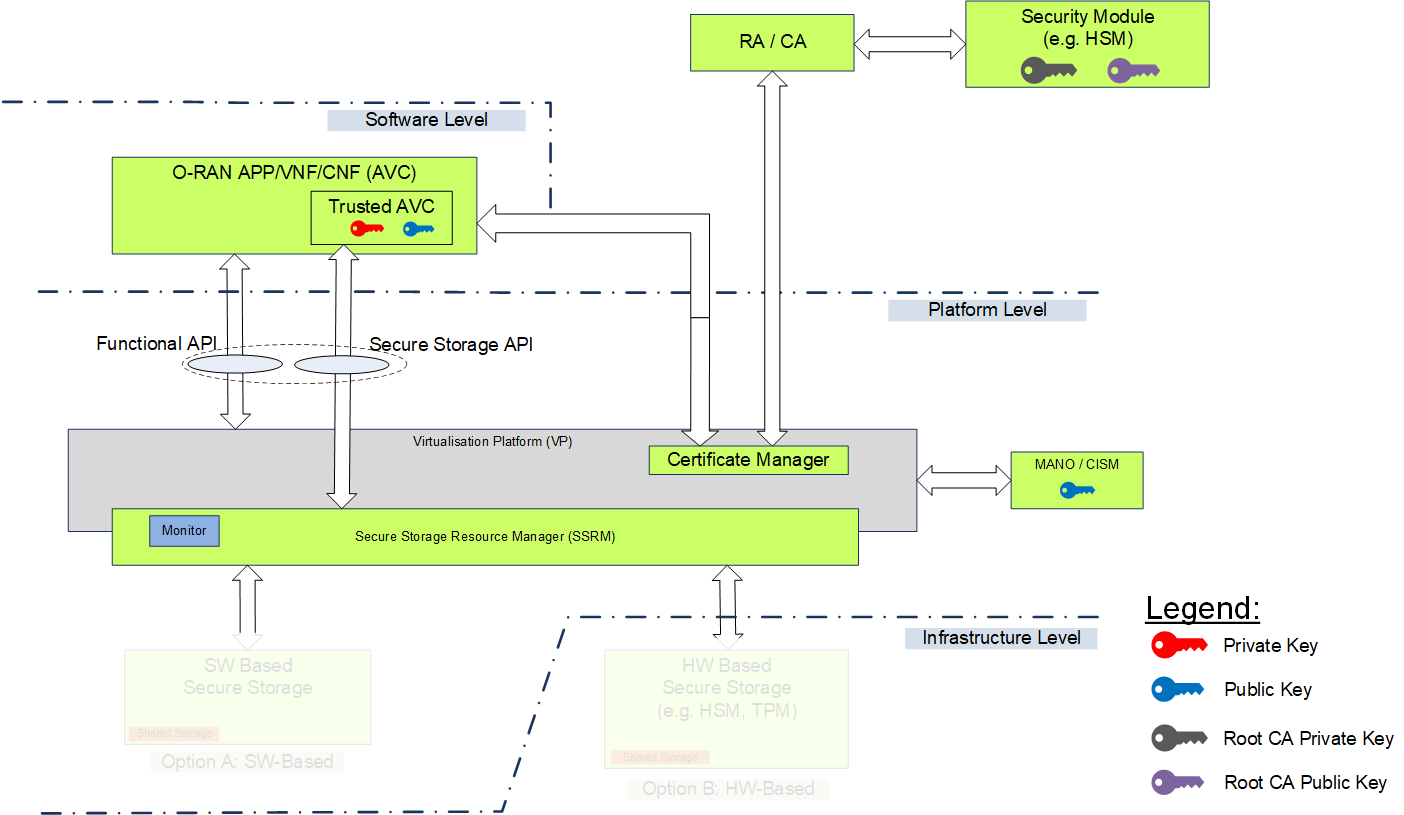 Security Module
(e.g. HSM)
RA / CA
Software Level
O-RAN APP/VNF/CNF (AVC)
Trusted AVC
Platform Level
Functional API
Secure Storage API
Virtualisation Platform (VP)
Certificate Manager
MANO / CISM
Monitor
Secure Storage Resource Manager (SSRM)
Infrastructure Level
SW Based
Secure Storage
Shared Storage
Option A: SW-Based
HW Based
Secure Storage
(e.g. HSM, TPM)
Shared Storage
Option B: HW-Based
Legend:
Private Key
Public Key
Root CA Private Key
Root CA Public Key